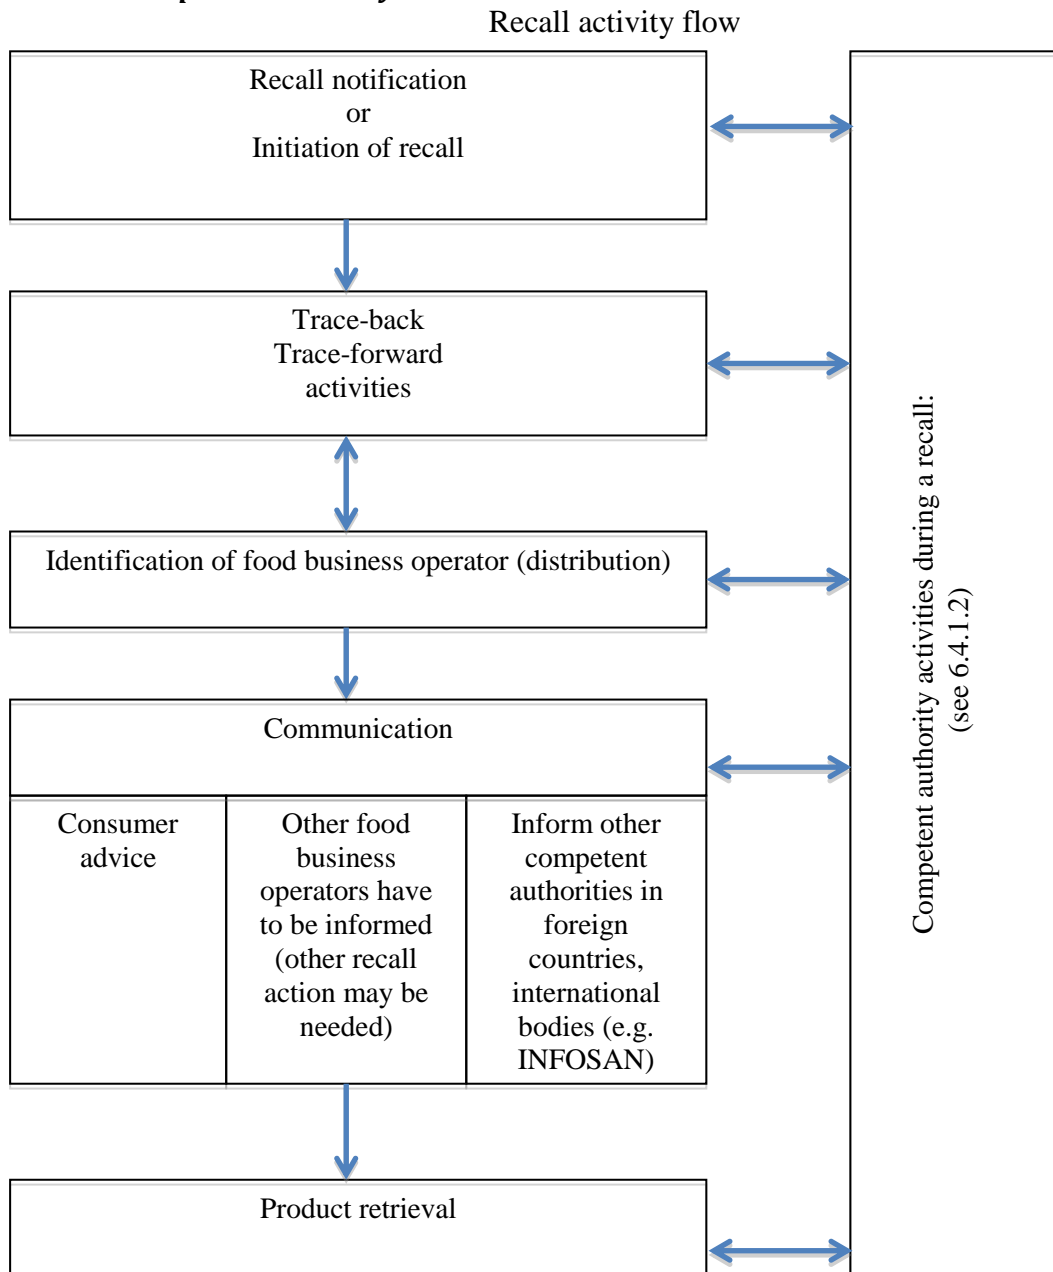 Recall activity flow
Recall notification
or
Initiation of recall
Trace-back
Trace-forward
activities
Identification of food business operator (distribution)
Communication
Consumer
advice
Other food
business
operators have
to be informed
(other recall
action may be
needed)
Inform other
competent
authorities in
foreign
countries,
international
bodies (e.g.
INFOSAN)
Product retrieval
Competent authority activities during a recall:
(see 6.4.1.2)